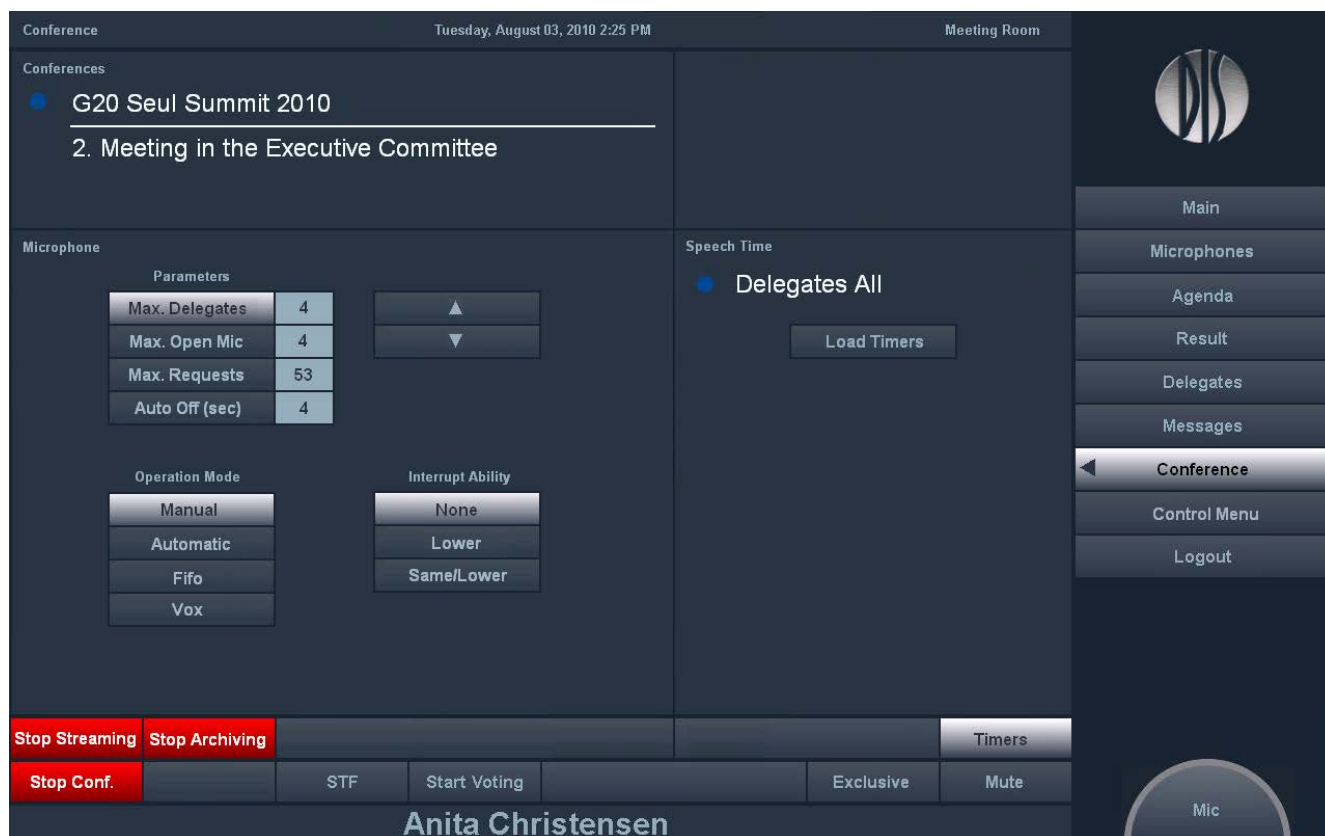 Conference Tuesday, August 03, 2010 2:25 PM Meeting Room
Conferences
G20 Seul Summit 2010
2. Meeting in the Executive Committee
Microphone
Parameters
Max. Delegates 4
Max. Open Mic 4
Max. Requests 53
Auto Off (sec) 4
▲
▼
Operation Mode
Manual
Automatic
Fifo
Vox
Interrupt Ability
None
Lower
Same/Lower
Speech Time
Delegates All
Load Timers
DIS
Main
Microphones
Agenda
Result
Delegates
Messages
Conference
Control Menu
Logout
Stop Streaming Stop Archiving Timers
Stop Conf. STF Start Voting Exclusive Mute
Anita Christensen
Mic